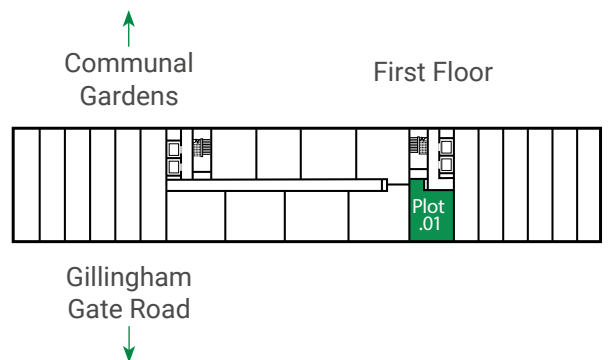 Communal
Gardens
First Floor
Plot
.01
Gillingham
Gate Road